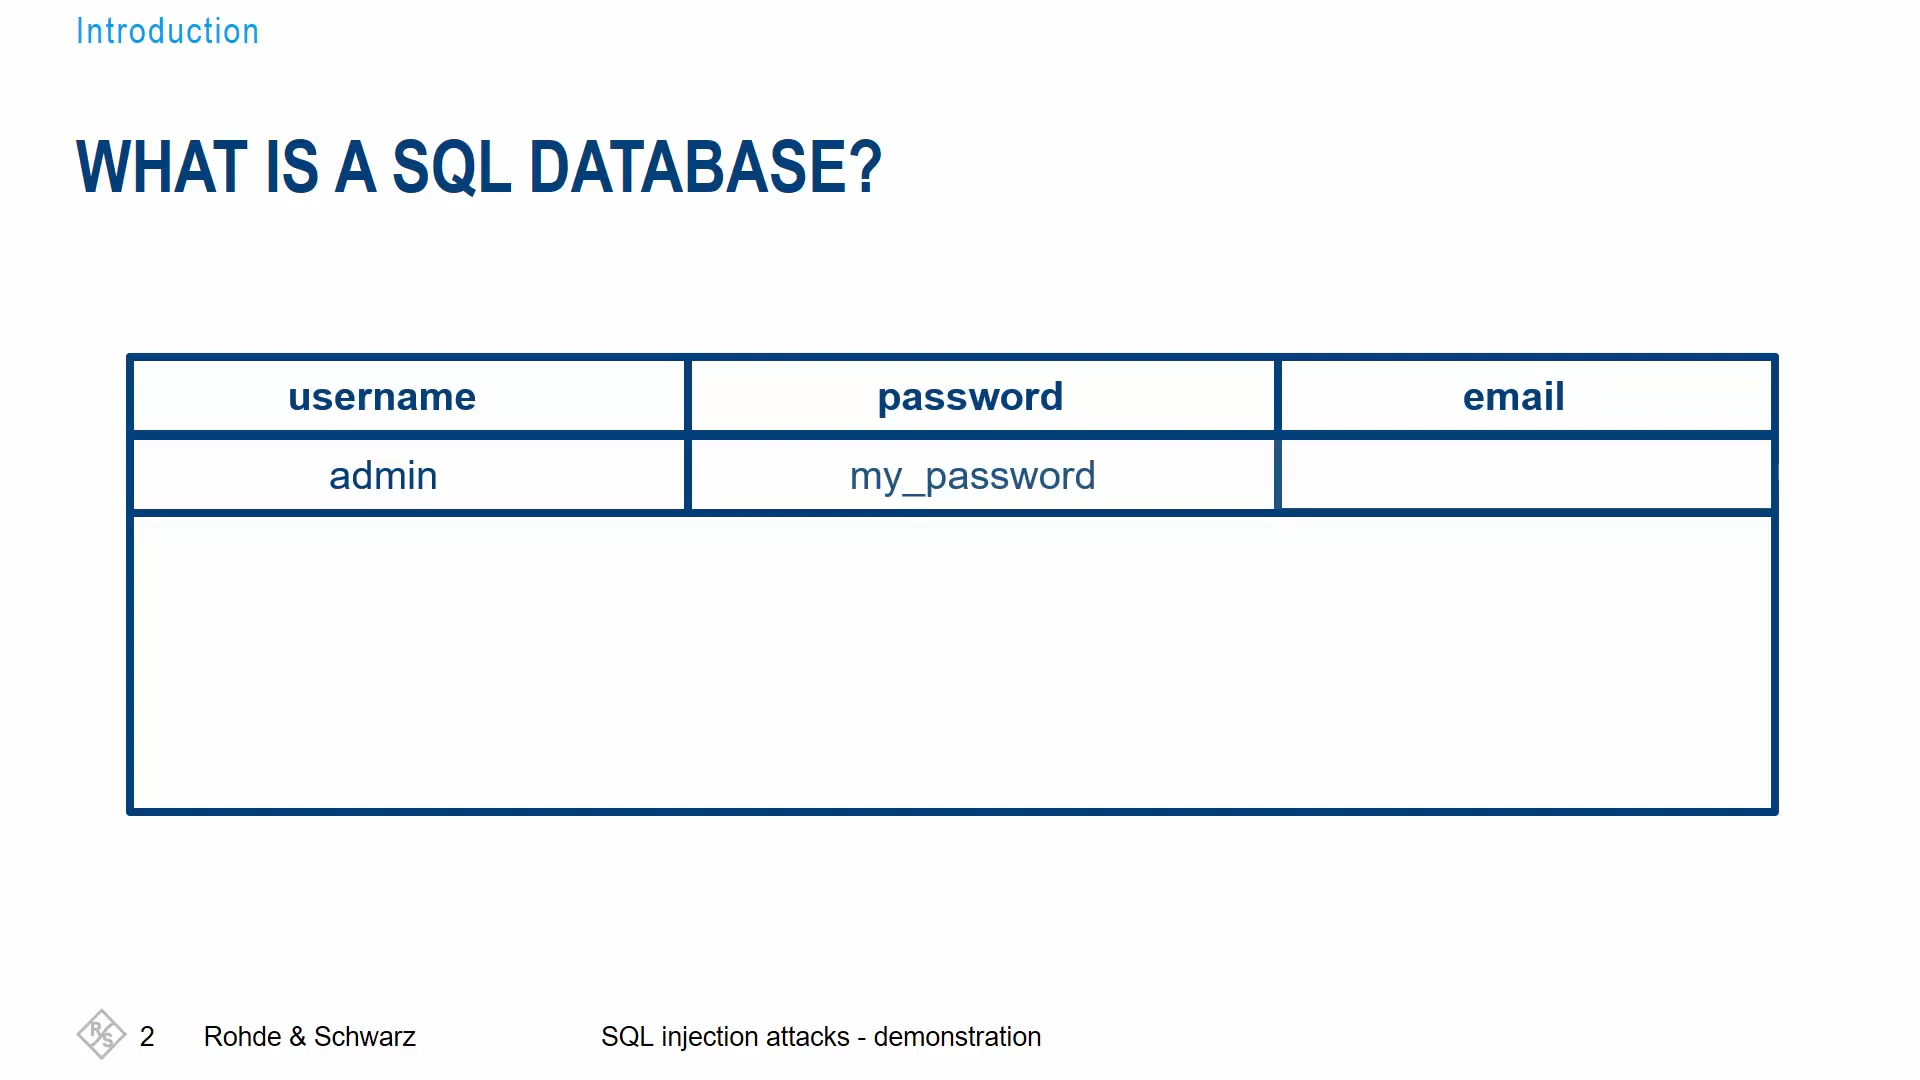 Introduction
WHAT IS A SQL DATABASE?
username password email
admin my_password
R S 2 Rohde & Schwarz SQL injection attacks - demonstration